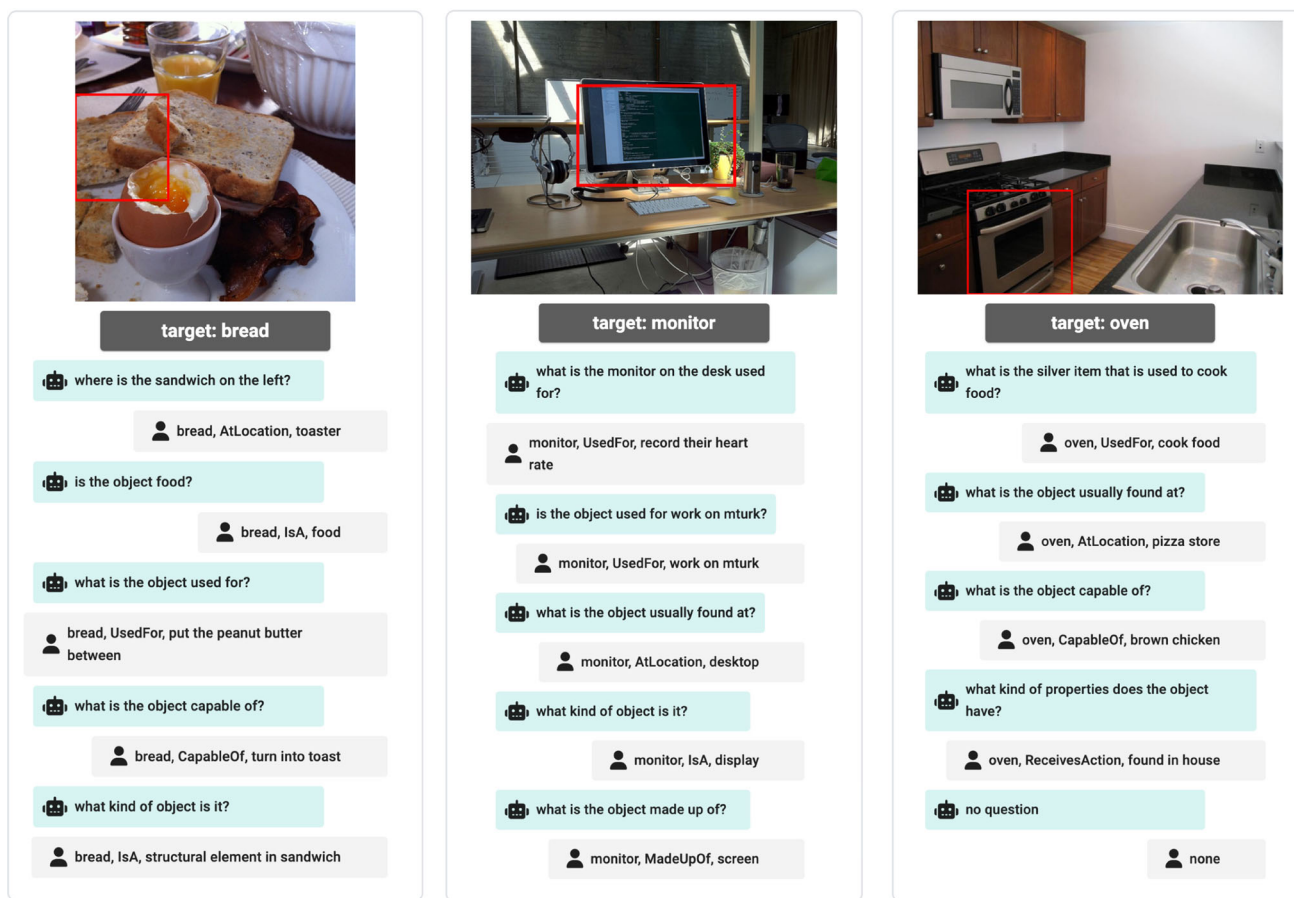 target: bread
where is the sandwich on the left?
bread, AtLocation, toaster
is the object food?
bread, IsA, food
what is the object used for?
bread, UsedFor, put the peanut butter
between
what is the object capable of?
bread, CapableOf, turn into toast
what kind of object is it?
bread, IsA, structural element in sandwich
target: monitor
what is the monitor on the desk used
for?
monitor, UsedFor, record their heart
rate
is the object used for work on mturk?
monitor, UsedFor, work on mturk
what is the object usually found at?
monitor, AtLocation, desktop
what kind of object is it?
monitor, IsA, display
what is the object made up of?
monitor, MadeUpOf, screen
target: oven
what is the silver item that is used to cook
food?
oven, UsedFor, cook food
what is the object usually found at?
oven, AtLocation, pizza store
what is the object capable of?
oven, CapableOf, brown chicken
what kind of properties does the object
have?
oven, ReceivesAction, found in house
no question
none